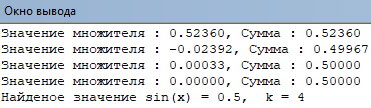 Окно вывода
Значение множителя : 0.52360, Сумма : 0.52360
Значение множителя : -0.02392, Сумма : 0.49967
Значение множителя : 0.00033, Сумма : 0.50000
Значение множителя : 0.00000, Сумма : 0.50000
Найденое значение sin(x) = 0.5,  k = 4